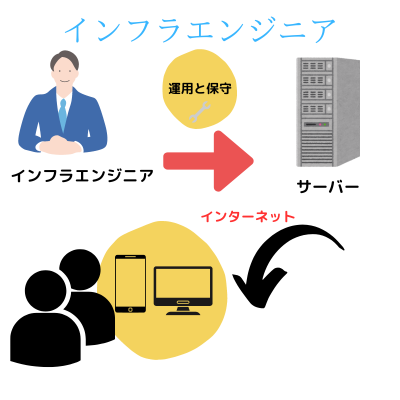 インフラエンジニア
運用と保守
インフラエンジニア
サーバー
インターネット